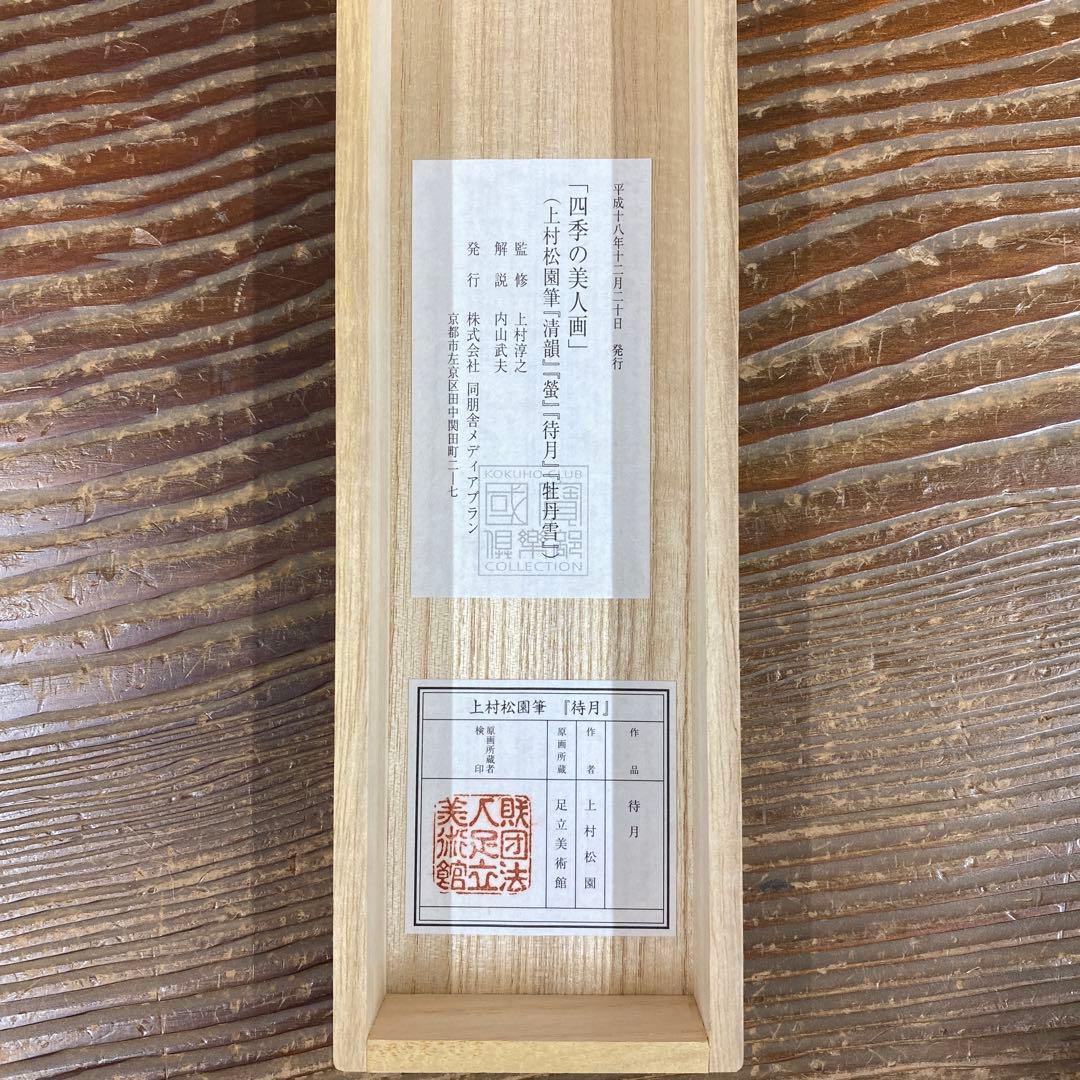 平成十八年十二月二十日 発行
「四季の美人画」
(上村松園筆『清韻』『螢』『待月』『牡丹雪』)
監修 上村淳之
解説 内山武夫
発行 株式会社 同朋舎メディアプラン
京都市左京区田中関田町二―七
KOKUHO CLUB
國寶
倶樂部
COLLECTION
上村松園筆 『待月』
作品 待月
作者 上村松園
原画所蔵 足立美術館
原画所蔵者
検印
財団法
人足立
美術館